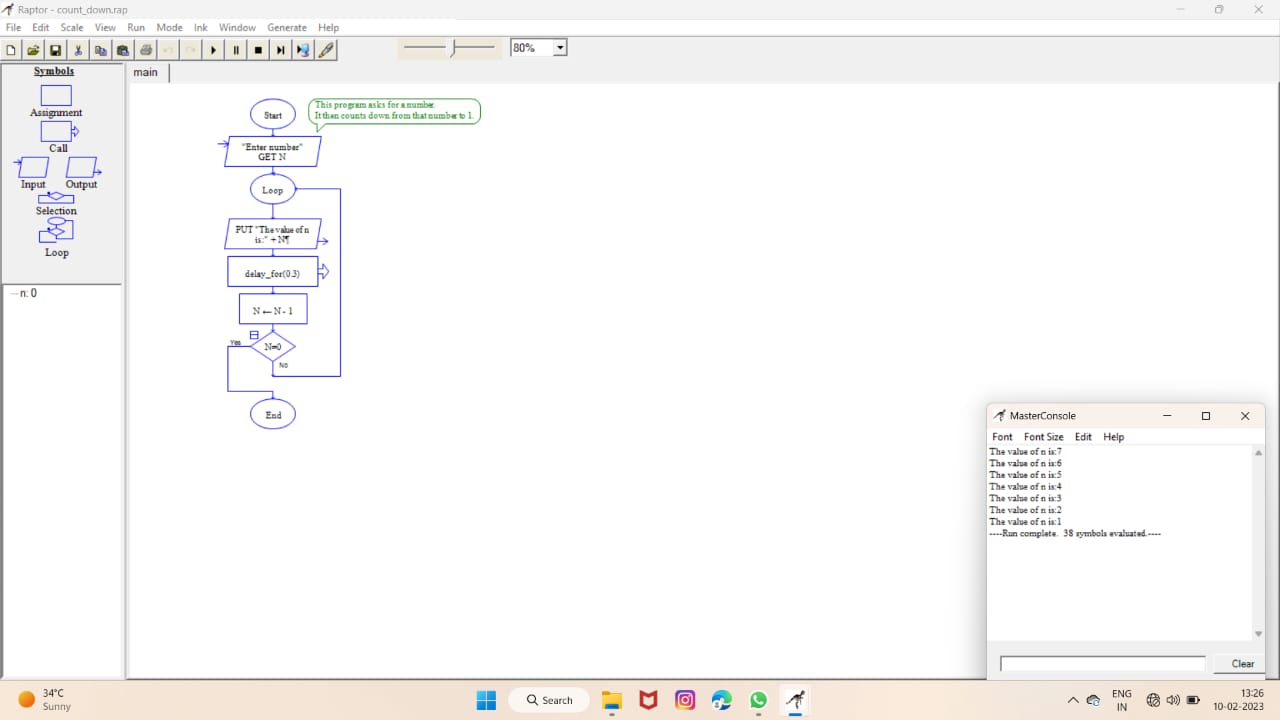 Raptor - count_down.rap
File Edit Scale View Run Mode Ink Window Generate Help
80%
Symbols
Assignment
Call
Input Output
Selection
Loop
n: 0
main
Start
This program asks for a number.
It then counts down from that number to 1.
"Enter number"
GET N
Loop
PUT "The value of n
is:" + N¶
delay_for(0.3)
N ← N - 1
N=0
Yes
No
End
MasterConsole
Font Font Size Edit Help
The value of n is:7
The value of n is:6
The value of n is:5
The value of n is:4
The value of n is:3
The value of n is:2
The value of n is:1
----Run complete. 38 symbols evaluated.----
Clear
34°C
Sunny
Search
ENG
IN
13:26
10-02-2023